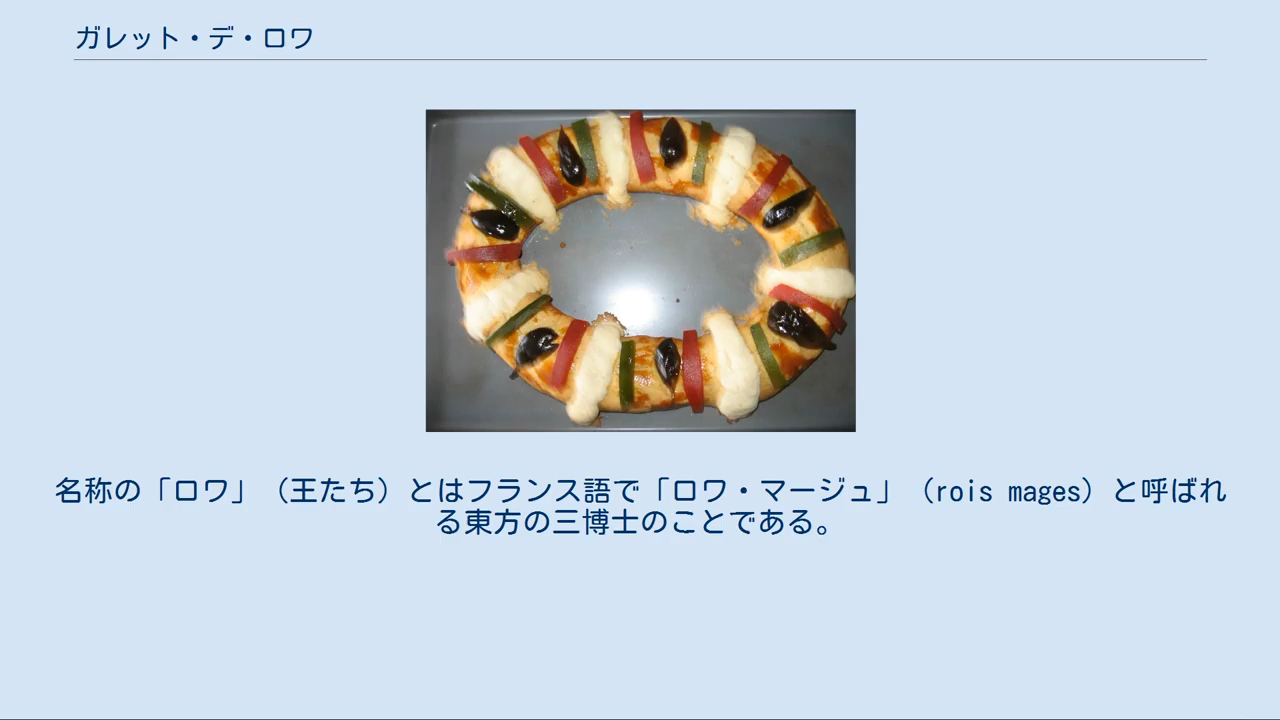 ガレット・デ・ロワ
名称の「ロワ」（王たち）とはフランス語で「ロワ・マージュ」（rois mages）と呼ばれ
る東方の三博士のことである。